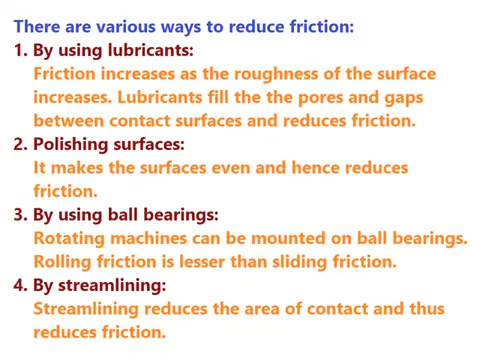 There are various ways to reduce friction:
1. By using lubricants:
Friction increases as the roughness of the surface
increases. Lubricants fill the the pores and gaps
between contact surfaces and reduces friction.
2. Polishing surfaces:
It makes the surfaces even and hence reduces
friction.
3. By using ball bearings:
Rotating machines can be mounted on ball bearings.
Rolling friction is lesser than sliding friction.
4. By streamlining:
Streamlining reduces the area of contact and thus
reduces friction.